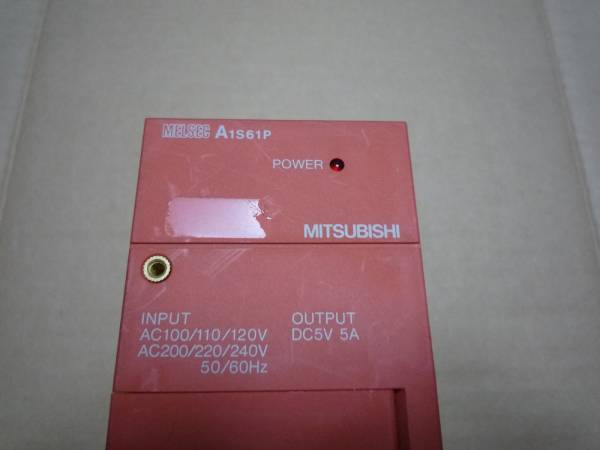 MELSEC A1S61P
POWER
MITSUBISHI
INPUT
AC100/110/120V
AC200/220/240V
50/60Hz
OUTPUT
DC5V 5A